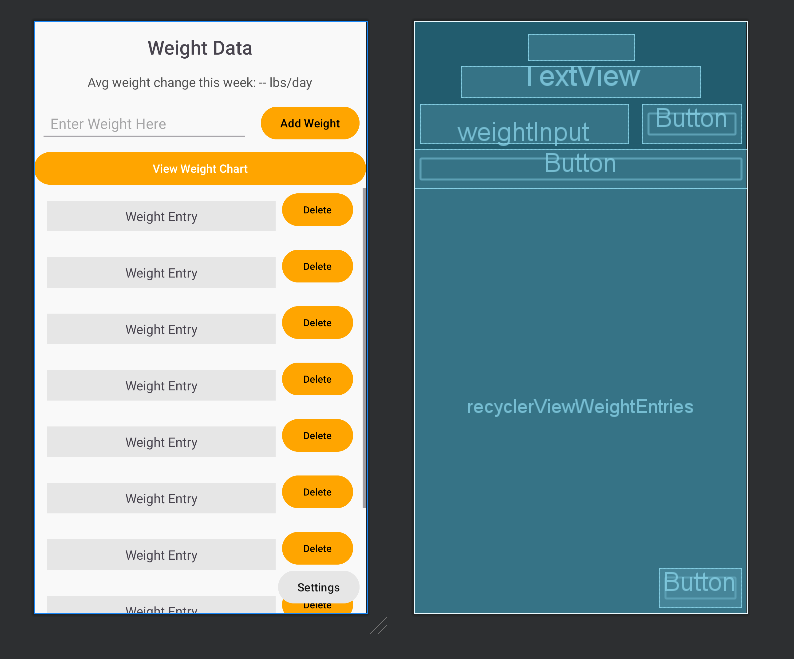 Weight Data
Avg weight change this week: -- lbs/day
Enter Weight Here
Add Weight
View Weight Chart
Weight Entry
Delete
Weight Entry
Delete
Weight Entry
Delete
Weight Entry
Delete
Weight Entry
Delete
Weight Entry
Delete
Weight Entry
Delete
Settings
Weight Entry
Delete
TextView
weightInput
Button
Button
recyclerViewWeightEntries
Button